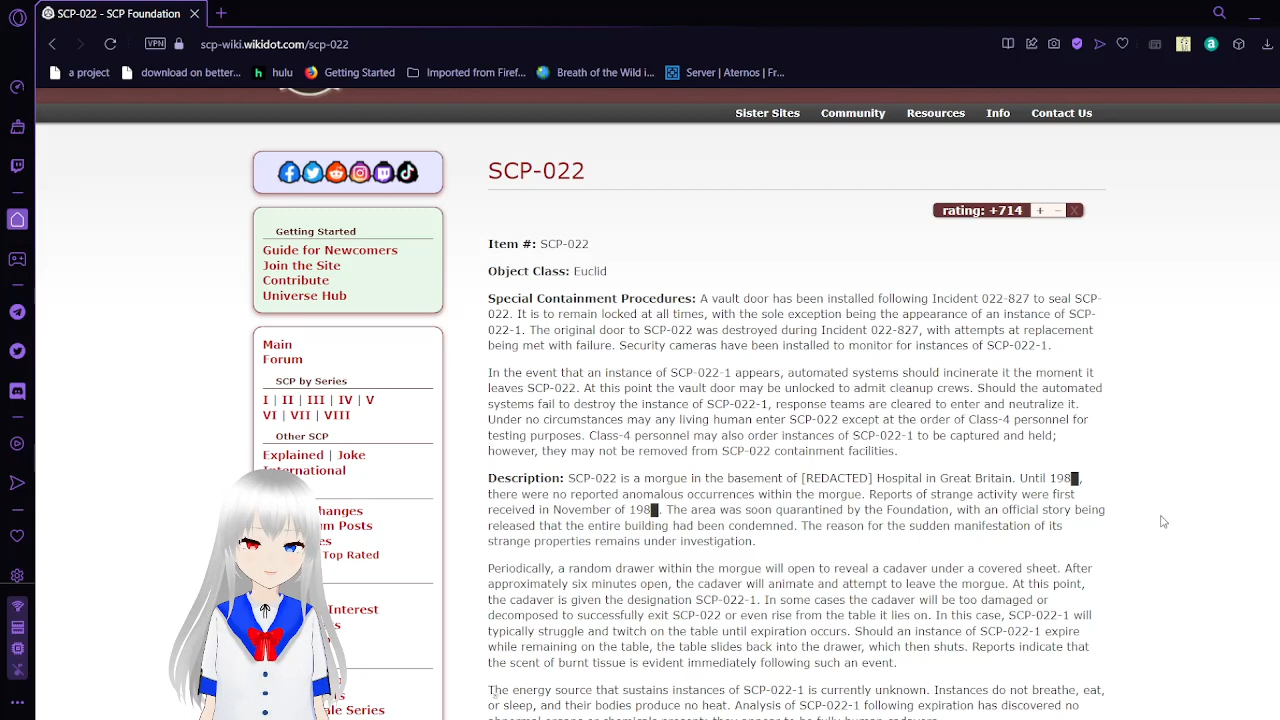 SCP-022 - SCP Foundation
VPN
scp-wiki.wikidot.com/scp-022
a project
download on better...
hulu
Getting Started
Imported from Firef...
Breath of the Wild i...
Server | Aternos | Fr...
Sister Sites
Community
Resources
Info
Contact Us
SCP-022
rating: +714 + − X
Item #: SCP-022
Object Class: Euclid
Special Containment Procedures: A vault door has been installed following Incident 022-827 to seal SCP-
022. It is to remain locked at all times, with the sole exception being the appearance of an instance of SCP-
022-1. The original door to SCP-022 was destroyed during Incident 022-827, with attempts at replacement
being met with failure. Security cameras have been installed to monitor for instances of SCP-022-1.
In the event that an instance of SCP-022-1 appears, automated systems should incinerate it the moment it
leaves SCP-022. At this point the vault door may be unlocked to admit cleanup crews. Should the automated
systems fail to destroy the instance of SCP-022-1, response teams are cleared to enter and neutralize it.
Under no circumstances may any living human enter SCP-022 except at the order of Class-4 personnel for
testing purposes. Class-4 personnel may also order instances of SCP-022-1 to be captured and held;
however, they may not be removed from SCP-022 containment facilities.
Description: SCP-022 is a morgue in the basement of [REDACTED] Hospital in Great Britain. Until 198█,
there were no reported anomalous occurrences within the morgue. Reports of strange activity were first
received in November of 198█. The area was soon quarantined by the Foundation, with an official story being
released that the entire building had been condemned. The reason for the sudden manifestation of its
strange properties remains under investigation.
Periodically, a random drawer within the morgue will open to reveal a cadaver under a covered sheet. After
approximately six minutes open, the cadaver will animate and attempt to leave the morgue. At this point,
the cadaver is given the designation SCP-022-1. In some cases the cadaver will be too damaged or
decomposed to successfully exit SCP-022 or even rise from the table it lies on. In this case, SCP-022-1 will
typically struggle and twitch on the table until expiration occurs. Should an instance of SCP-022-1 expire
while remaining on the table, the table slides back into the drawer, which then shuts. Reports indicate that
the scent of burnt tissue is evident immediately following such an event.
The energy source that sustains instances of SCP-022-1 is currently unknown. Instances do not breathe, eat,
or sleep, and their bodies produce no heat. Analysis of SCP-022-1 following expiration has discovered no
Getting Started
Guide for Newcomers
Join the Site
Contribute
Universe Hub
Main
Forum
SCP by Series
I | II | III | IV | V
VI | VII | VIII
Other SCP
Explained | Joke
International
hanges
um Posts
Top Rated
Interest
ale Series